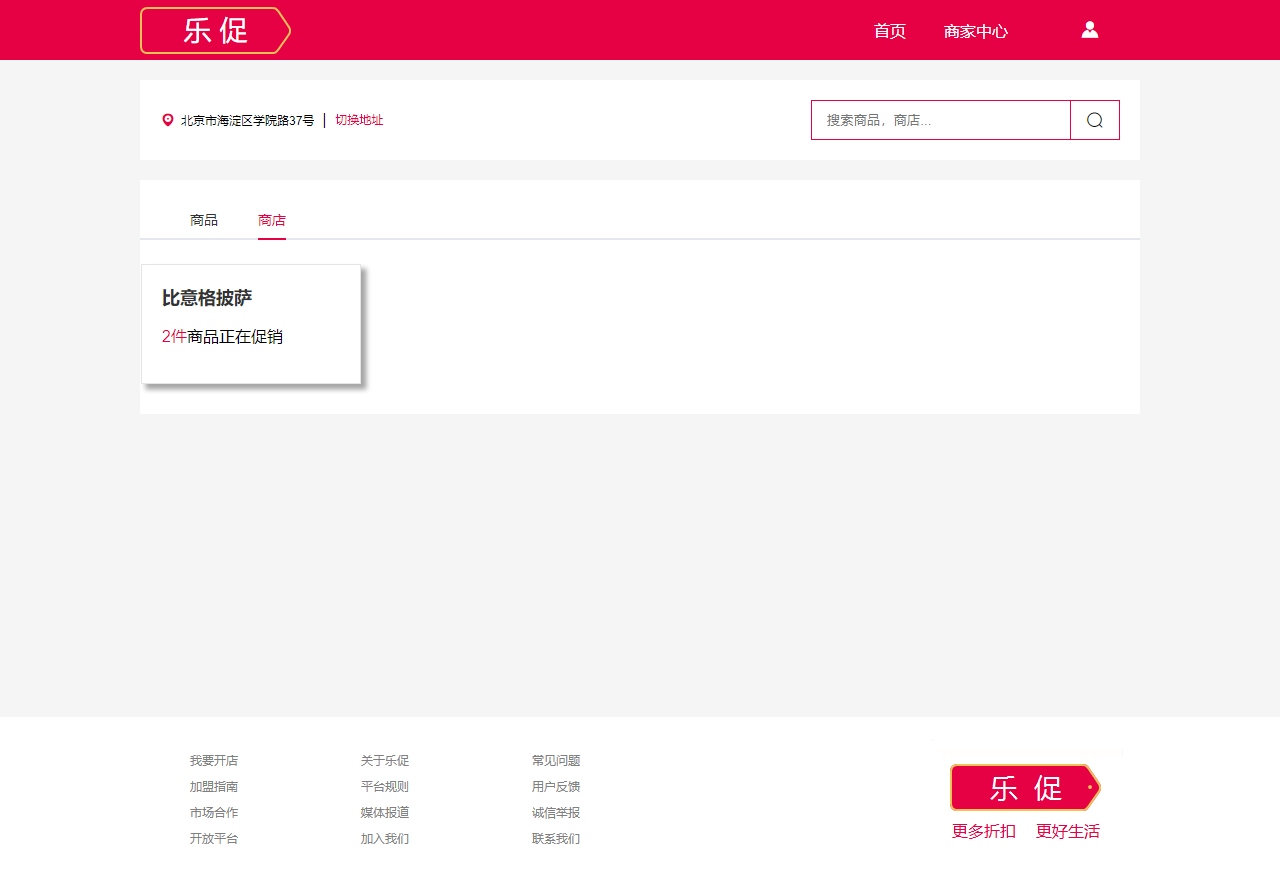 乐 促
首页 商家中心
北京市海淀区学院路37号 | 切换地址
搜索商品，商店...
商品 商店
比意格披萨
2件商品正在促销
我要开店 关于乐促 常见问题
加盟指南 平台规则 用户反馈
市场合作 媒体报道 诚信举报
开放平台 加入我们 联系我们
乐 促
更多折扣 更好生活